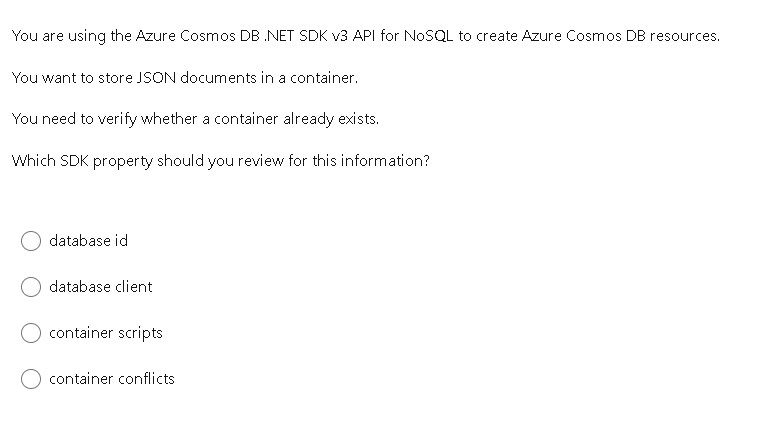 You are using the Azure Cosmos DB .NET SDK v3 API for NoSQL to create Azure Cosmos DB resources.
You want to store JSON documents in a container.
You need to verify whether a container already exists.
Which SDK property should you review for this information?
database id
database client
container scripts
container conflicts